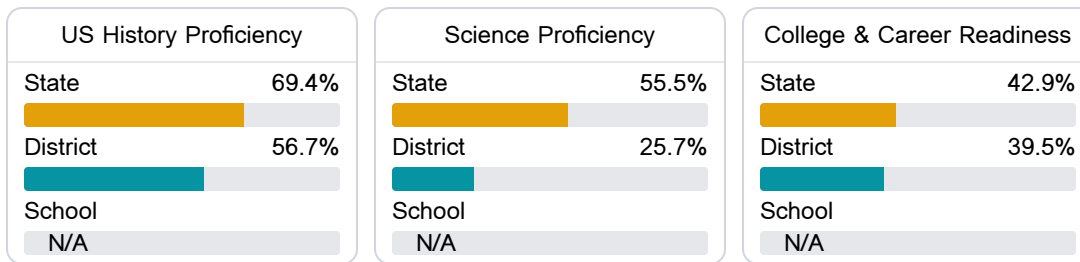 US History Proficiency
State 69.4%
District 56.7%
School
N/A
Science Proficiency
State 55.5%
District 25.7%
School
N/A
College & Career Readiness
State 42.9%
District 39.5%
School
N/A